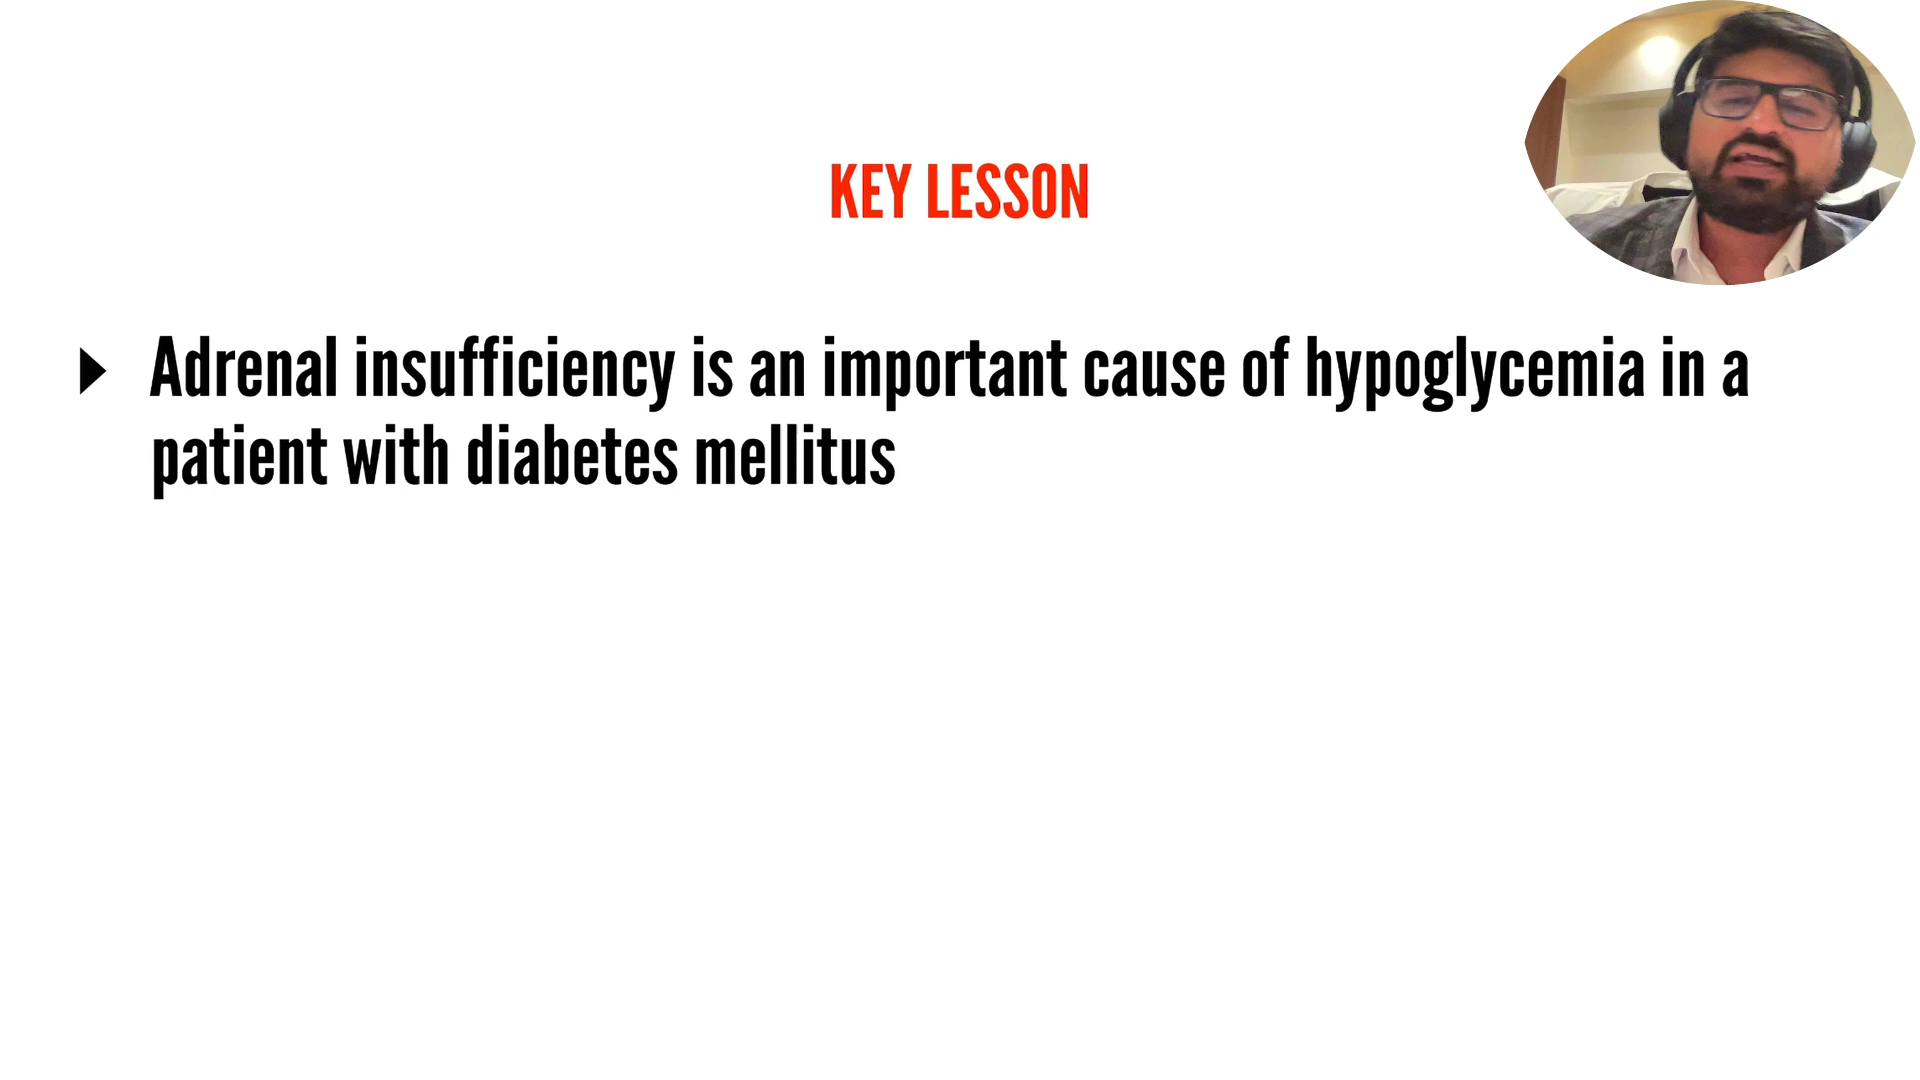 KEY LESSON
Adrenal insufficiency is an important cause of hypoglycemia in a
patient with diabetes mellitus